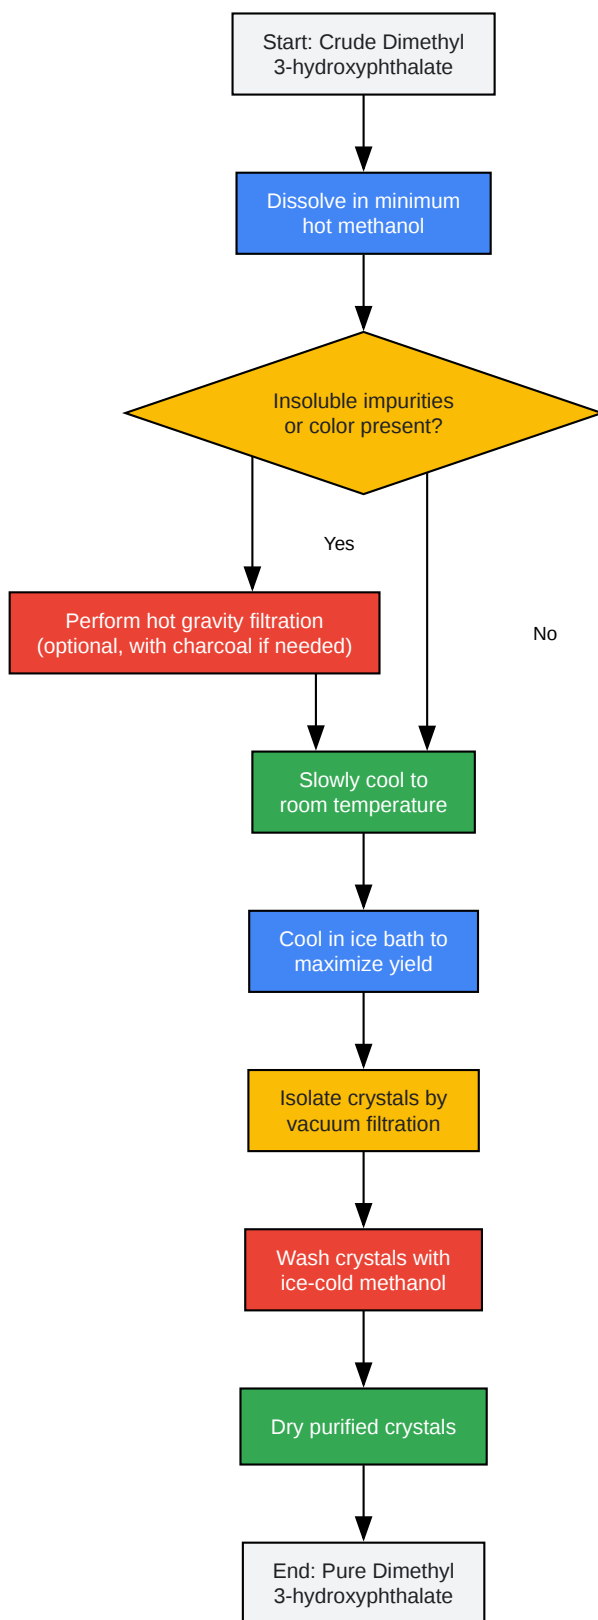 Start: Crude Dimethyl
3-hydroxyphthalate
Dissolve in minimum
hot methanol
Insoluble impurities
or color present?
Yes
Perform hot gravity filtration
(optional, with charcoal if needed)
No
Slowly cool to
room temperature
Cool in ice bath to
maximize yield
Isolate crystals by
vacuum filtration
Wash crystals with
ice-cold methanol
Dry purified crystals
End: Pure Dimethyl
3-hydroxyphthalate